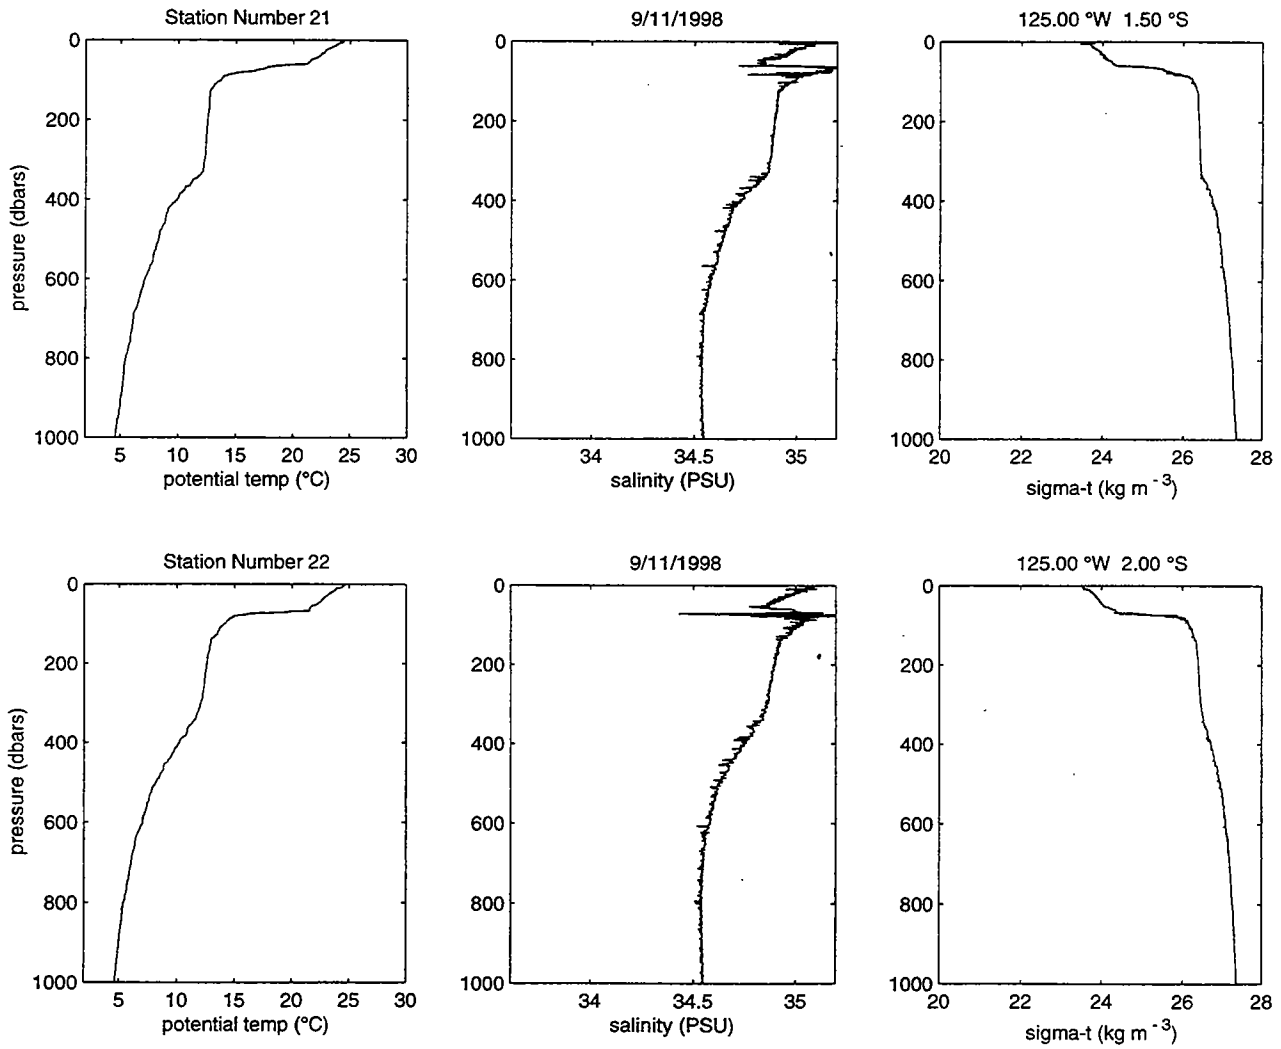 Station Number 21
9/11/1998
125.00 °W 1.50 °S
0
200
400
600
800
1000
pressure (dbars)
5 10 15 20 25 30
potential temp (°C)
0
200
400
600
800
1000
34 34.5 35
salinity (PSU)
0
200
400
600
800
1000
20 22 24 26 28
sigma-t (kg m -3)
Station Number 22
9/11/1998
125.00 °W 2.00 °S
0
200
400
600
800
1000
pressure (dbars)
5 10 15 20 25 30
potential temp (°C)
0
200
400
600
800
1000
34 34.5 35
salinity (PSU)
0
200
400
600
800
1000
20 22 24 26 28
sigma-t (kg m -3)